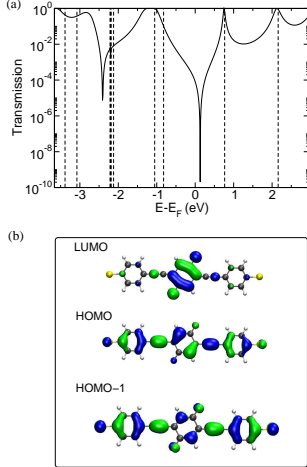 (a)
10^0
10^-2
10^-4
10^-6
10^-8
10^-10
Transmission
-3 -2 -1 0 1 2
E-E_F (eV)
(b)
LUMO
HOMO
HOMO-1